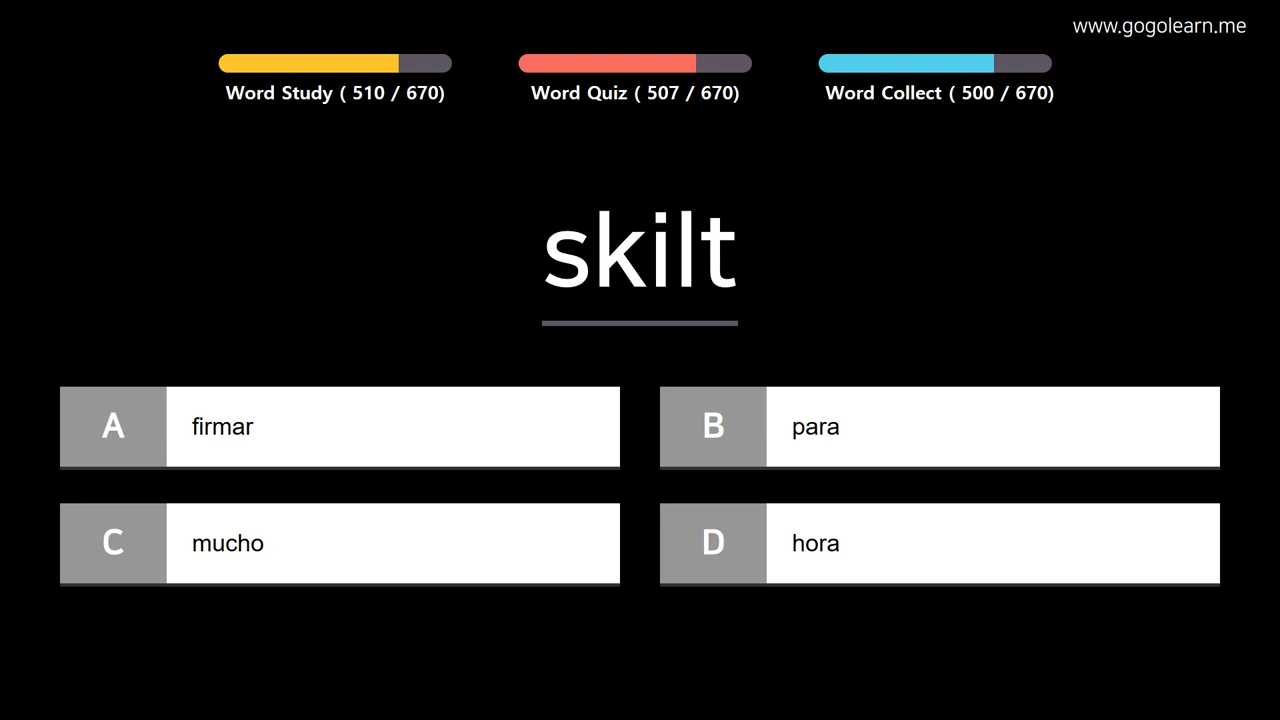 www.gogolearn.me
Word Study ( 510 / 670)
Word Quiz ( 507 / 670)
Word Collect ( 500 / 670)
skilt
A firmar
B para
C mucho
D hora